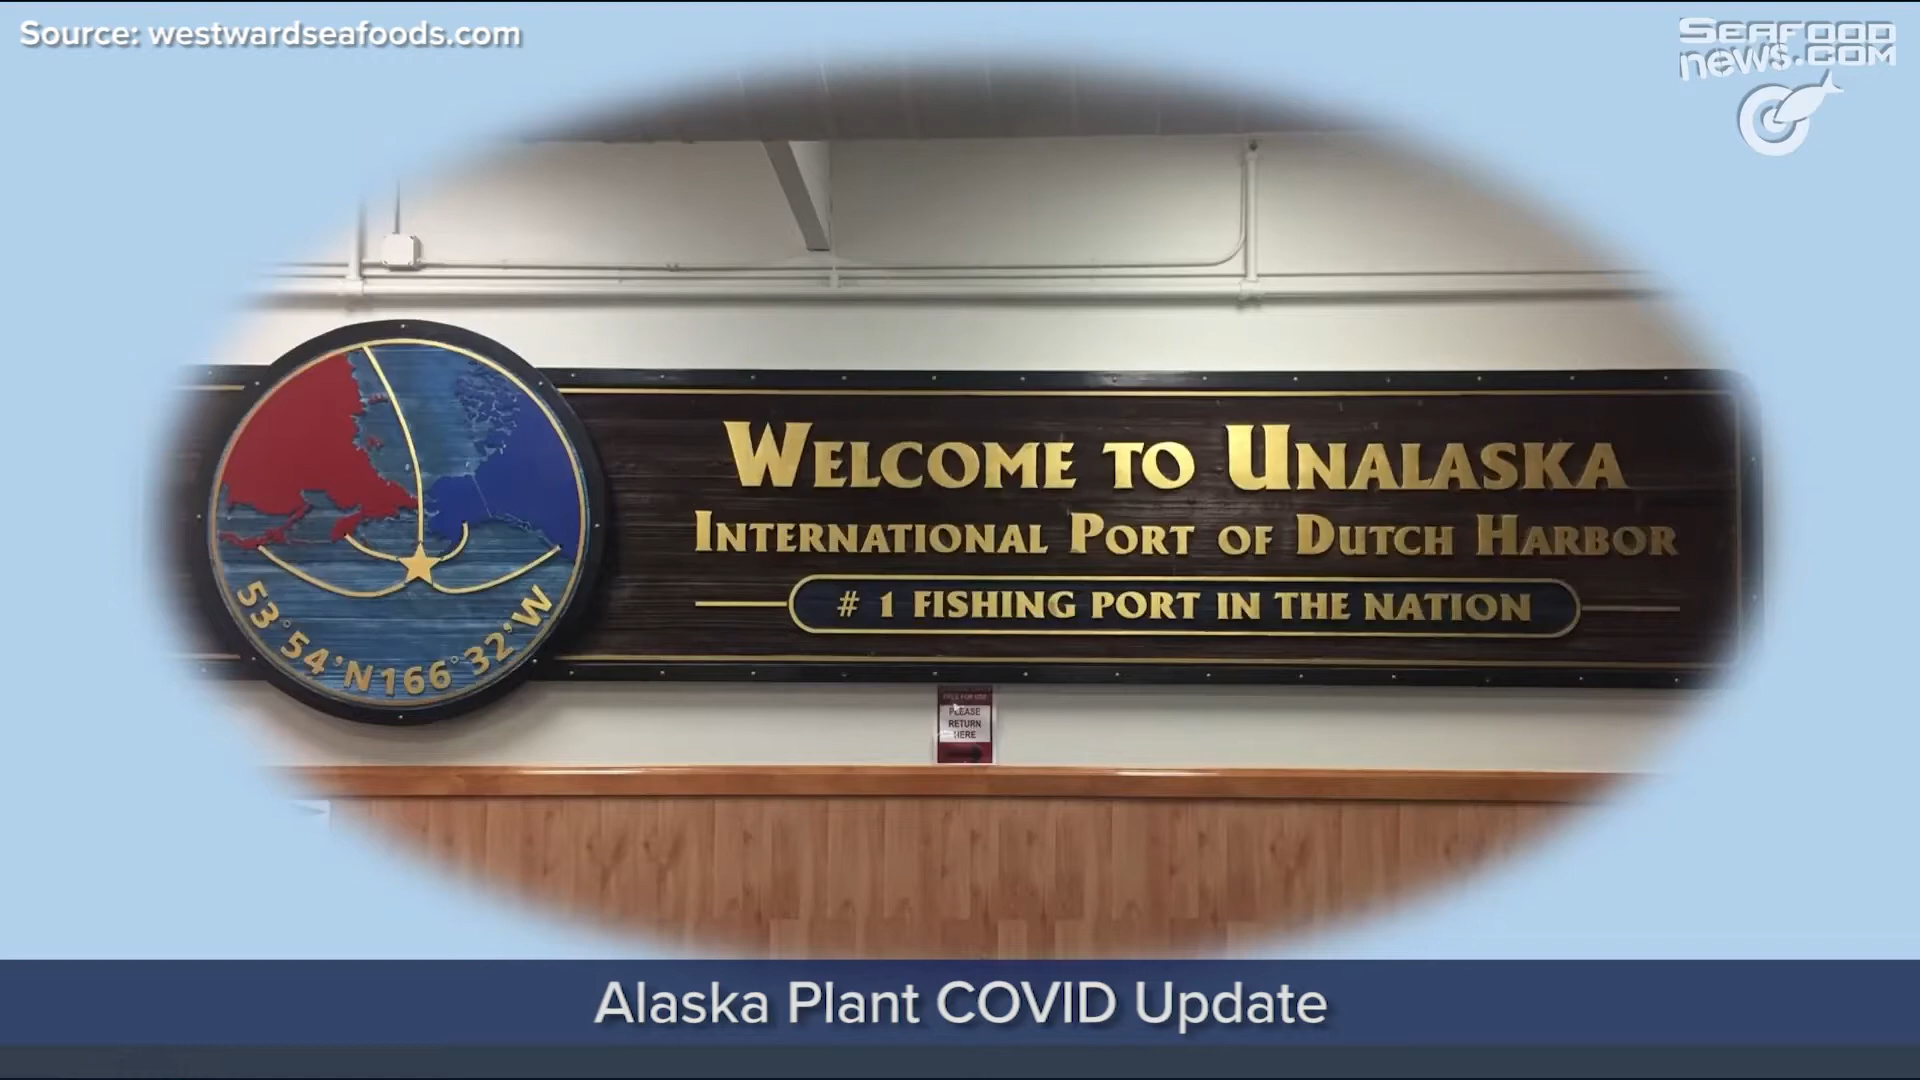 Source: westwardseafoods.com
SEAFOOD
news.COM
WELCOME TO UNALASKA
INTERNATIONAL PORT OF DUTCH HARBOR
# 1 FISHING PORT IN THE NATION
53°54'N166°32'W
PLEASE
RETURN
HERE
Alaska Plant COVID Update